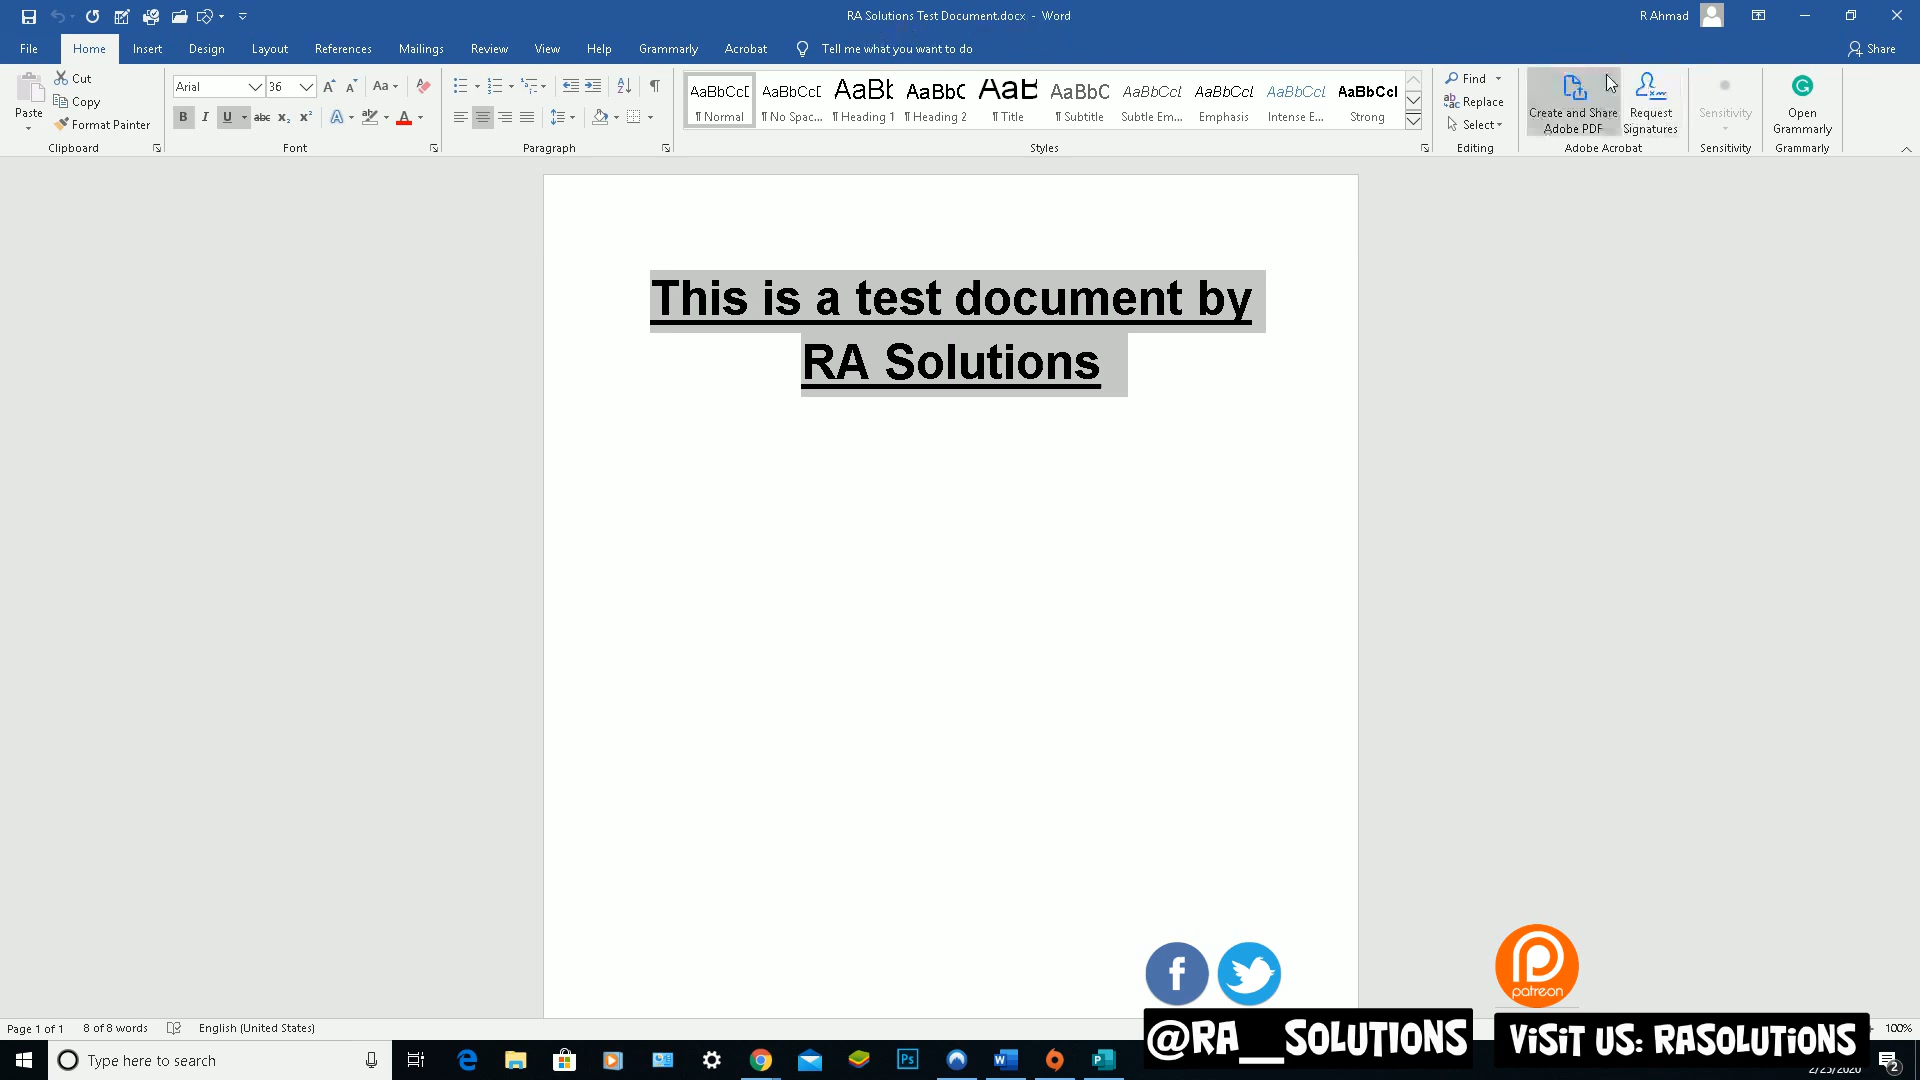 RA Solutions Test Document.docx - Word
R Ahmad
File Home Insert Design Layout References Mailings Review View Help Grammarly Acrobat Tell me what you want to do Share
Paste
Cut
Copy
Format Painter
Clipboard
Arial 36
Font
Paragraph
AaBbCcD AaBbCcD AaBb AaBbC AaB AaBbC AaBbCcL AaBbCcL AaBbCcL AaBbCcl
¶ Normal ¶ No Spac... ¶ Heading 1 ¶ Heading 2 ¶ Title ¶ Subtitle Subtle Em... Emphasis Intense E... Strong
Styles
Find
Replace
Select
Editing
Create and Share
Adobe PDF
Request
Signatures
Adobe Acrobat
Sensitivity
Sensitivity
Open
Grammarly
Grammarly
This is a test document by
RA Solutions
patreon
Page 1 of 1 8 of 8 words English (United States) 100%
@RA__SOLUTIONS
VISIT US: RASOLUTIONS
Type here to search
Ps
2/25/2020
2